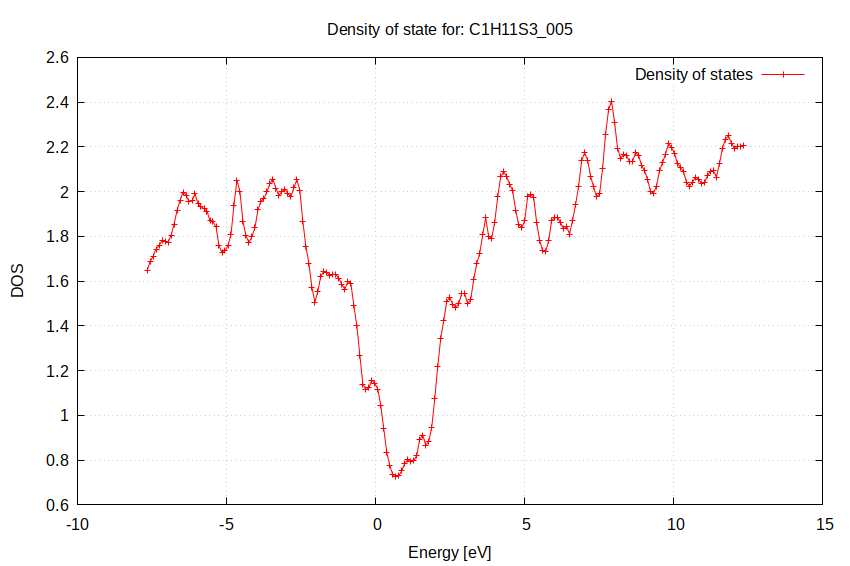 Density of state for: C1H11S3_005
Density of states
2.6
2.4
2.2
2
1.8
1.6
1.4
1.2
1
0.8
0.6
DOS
-10 -5 0 5 10 15
Energy [eV]